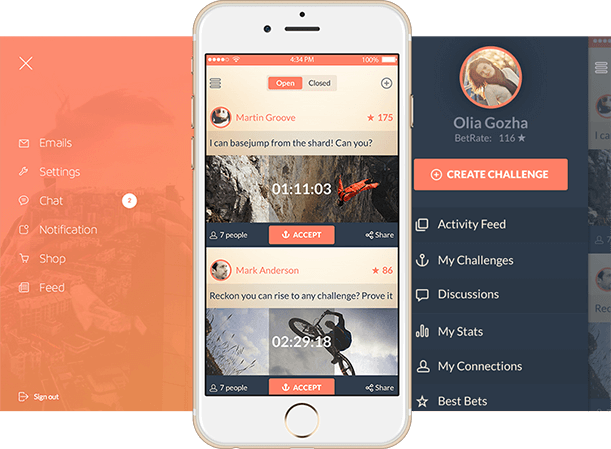 Emails
Settings
Chat
2
Notification
Shop
Feed
Sign out
4:34 PM
100%
Open
Closed
Martin Groove
★ 175
I can basejump from the shard! Can you?
01:11:03
7 people
ACCEPT
Share
Mark Anderson
★ 86
Reckon you can rise to any challenge? Prove it
02:29:18
7 people
ACCEPT
Share
Olia Gozha
BetRate: 116 ★
CREATE CHALLENGE
Activity Feed
My Challenges
Discussions
My Stats
My Connections
Best Bets
I ca
Rec